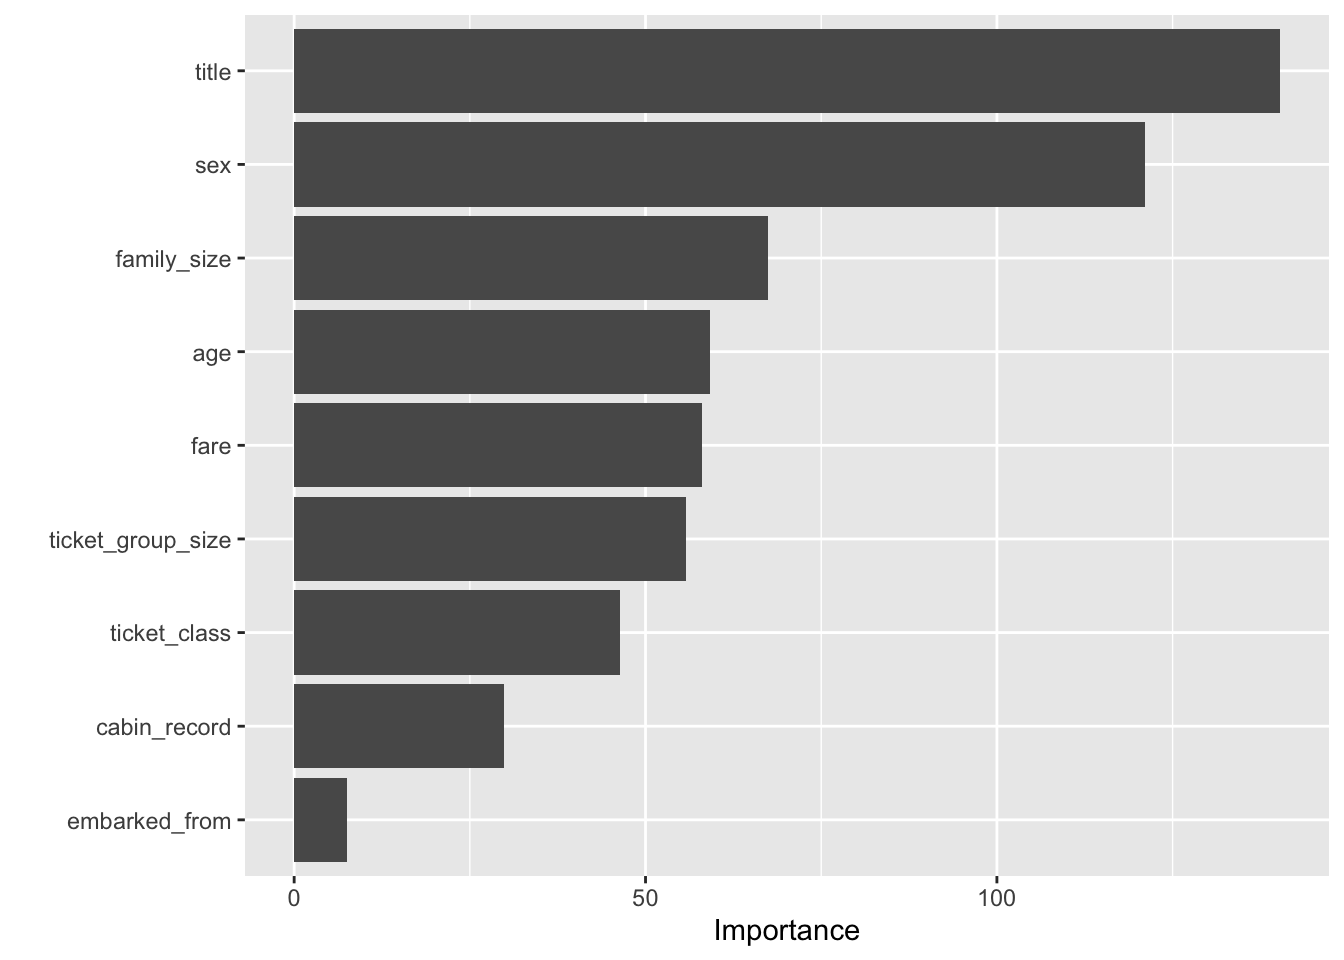 title
sex
family_size
age
fare
ticket_group_size
ticket_class
cabin_record
embarked_from
0 50 100
Importance